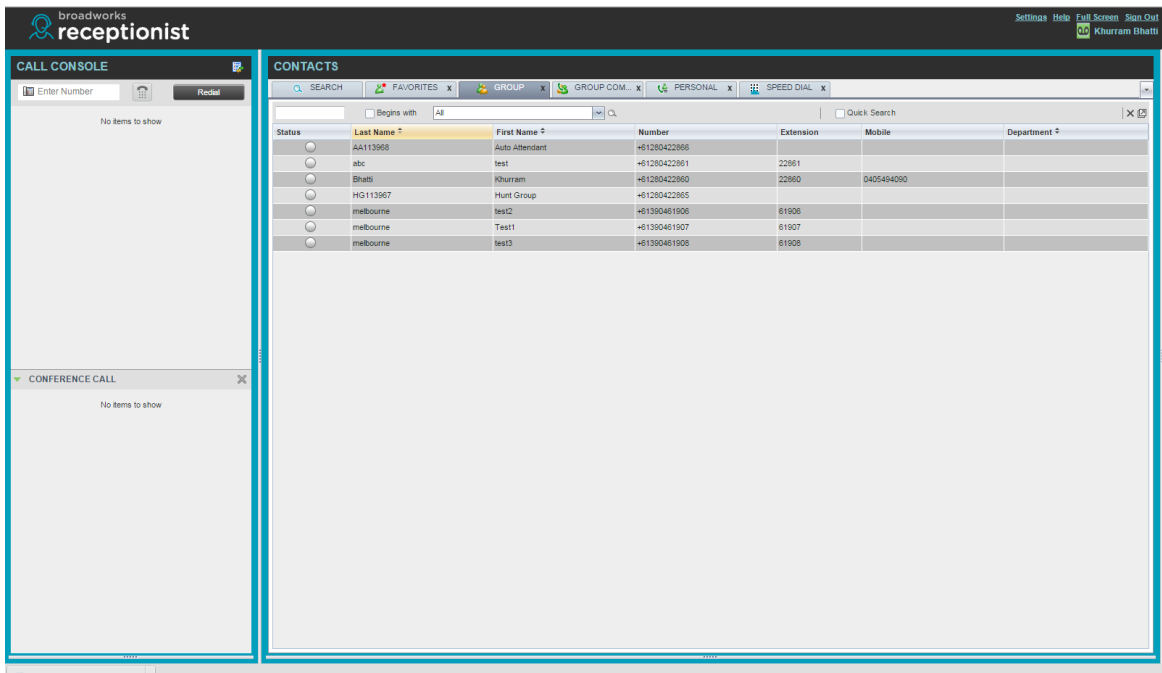 broadworks
receptionist
Settings Help Full Screen Sign Out
Khurram Bhatti
CALL CONSOLE
Enter Number Redial
No items to show
CONFERENCE CALL
No items to show
CONTACTS
SEARCH FAVORITES x GROUP x GROUP COM... x PERSONAL x SPEED DIAL x
Begins with All Quick Search
Status Last Name First Name Number Extension Mobile Department
AA113968 Auto Attendant +61280422866
abc test +61280422861 22861
Bhatti Khurram +61280422860 22860 0405494090
HG113967 Hunt Group +61280422865
melbourne test2 +61390461906 61906
melbourne Test1 +61390461907 61907
melbourne test3 +61390461908 61908